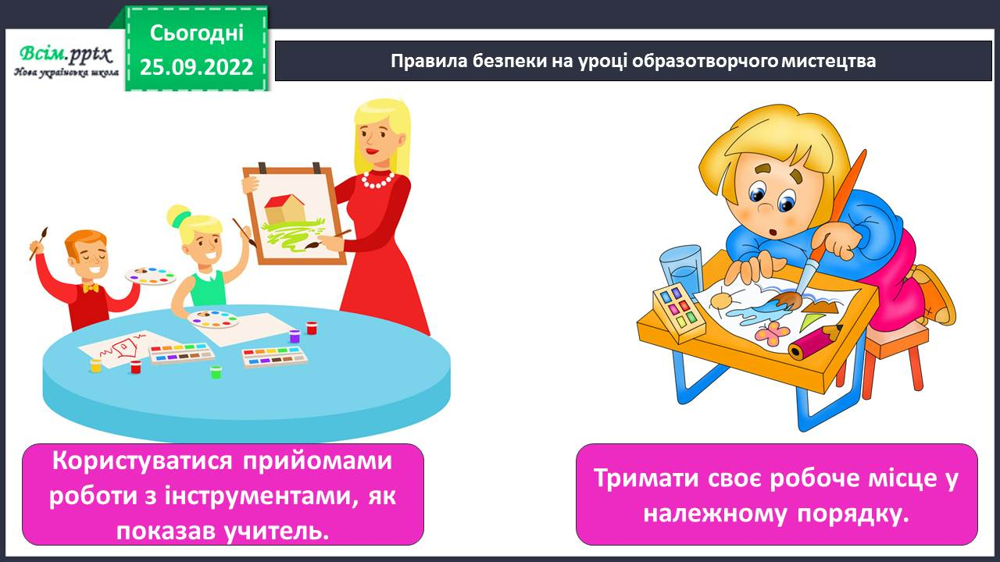 Всім.pptx
Нова українська школа
Сьогодні
25.09.2022
Правила безпеки на уроці образотворчого мистецтва
Користуватися прийомами
роботи з інструментами, як
показав учитель.
Тримати своє робоче місце у
належному порядку.